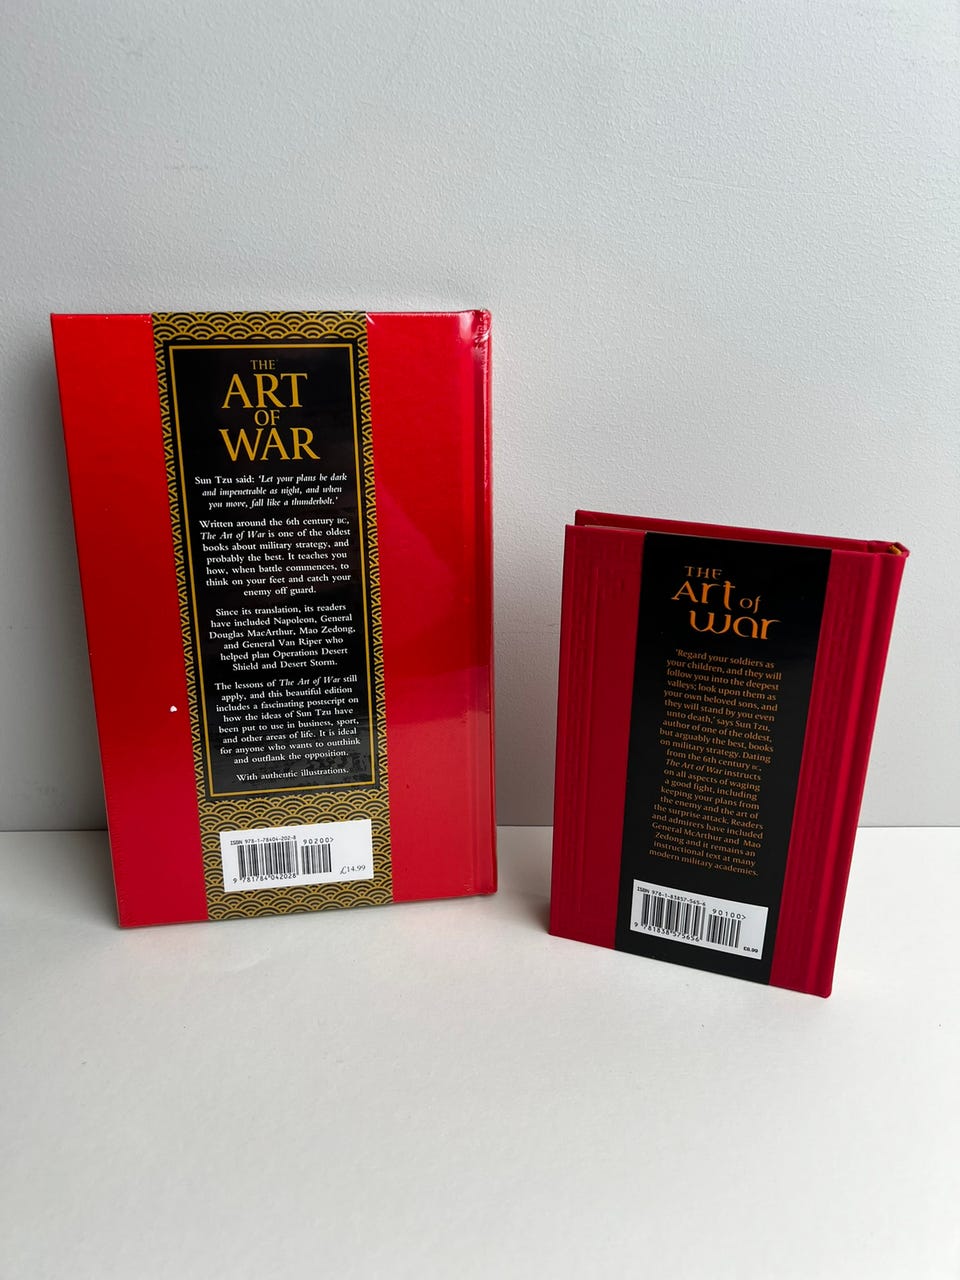 THE
ART
OF
WAR
Sun Tzu said: ‘Let your plans be dark
and impenetrable as night, and when
you move, fall like a thunderbolt.’
Written around the 6th century BC,
The Art of War is one of the oldest
books about military strategy, and
probably the best. It teaches you
how, when battle commences, to
think on your feet and catch your
enemy off guard.
Since its translation, its readers
have included Napoleon, General
Douglas MacArthur, Mao Zedong,
and General Van Riper who
helped plan Operations Desert
Shield and Desert Storm.
The lessons of The Art of War still
apply, and this beautiful edition
includes a fascinating postscript on
how the ideas of Sun Tzu have
been put to use in business, sport,
and other areas of life. It is ideal
for anyone who wants to outthink
and outflank the opposition.
With authentic illustrations.
ISBN 978-1-78404-202-8
90200>
9 781784 042028
£14.99
THE
Art of
war
‘Regard your soldiers as
your children, and they will
follow you into the deepest
valleys; look upon them as
your own beloved sons, and
they will stand by you even
unto death,’ says Sun Tzu,
author of one of the oldest,
but arguably the best, books
on military strategy. Dating
from the 6th century BC,
The Art of War instructs
on all aspects of waging
a good fight, including
keeping your plans from
the enemy and the art of
the surprise attack. Readers
and admirers have included
General McArthur and Mao
Zedong and it remains an
instructional text at many
modern military academies.
ISBN 978-1-83857-565-6
90100>
9 781838 575656